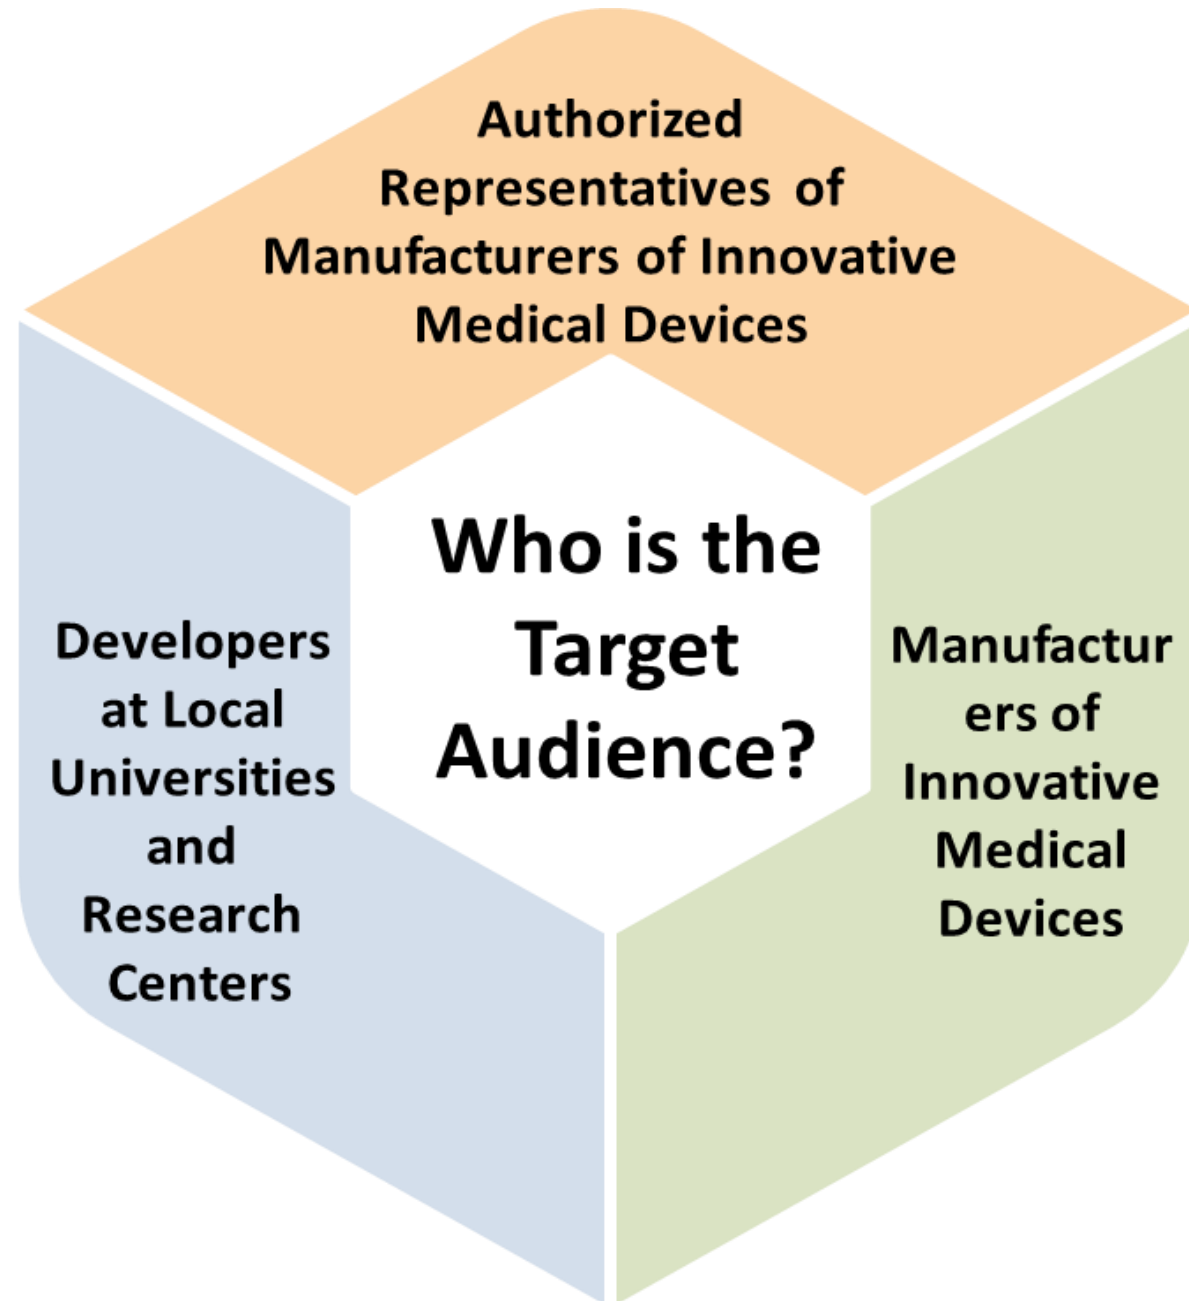 Authorized
Representatives of
Manufacturers of Innovative
Medical Devices
Who is the
Target
Audience?
Developers
at Local
Universities
and
Research
Centers
Manufactur
ers of
Innovative
Medical
Devices